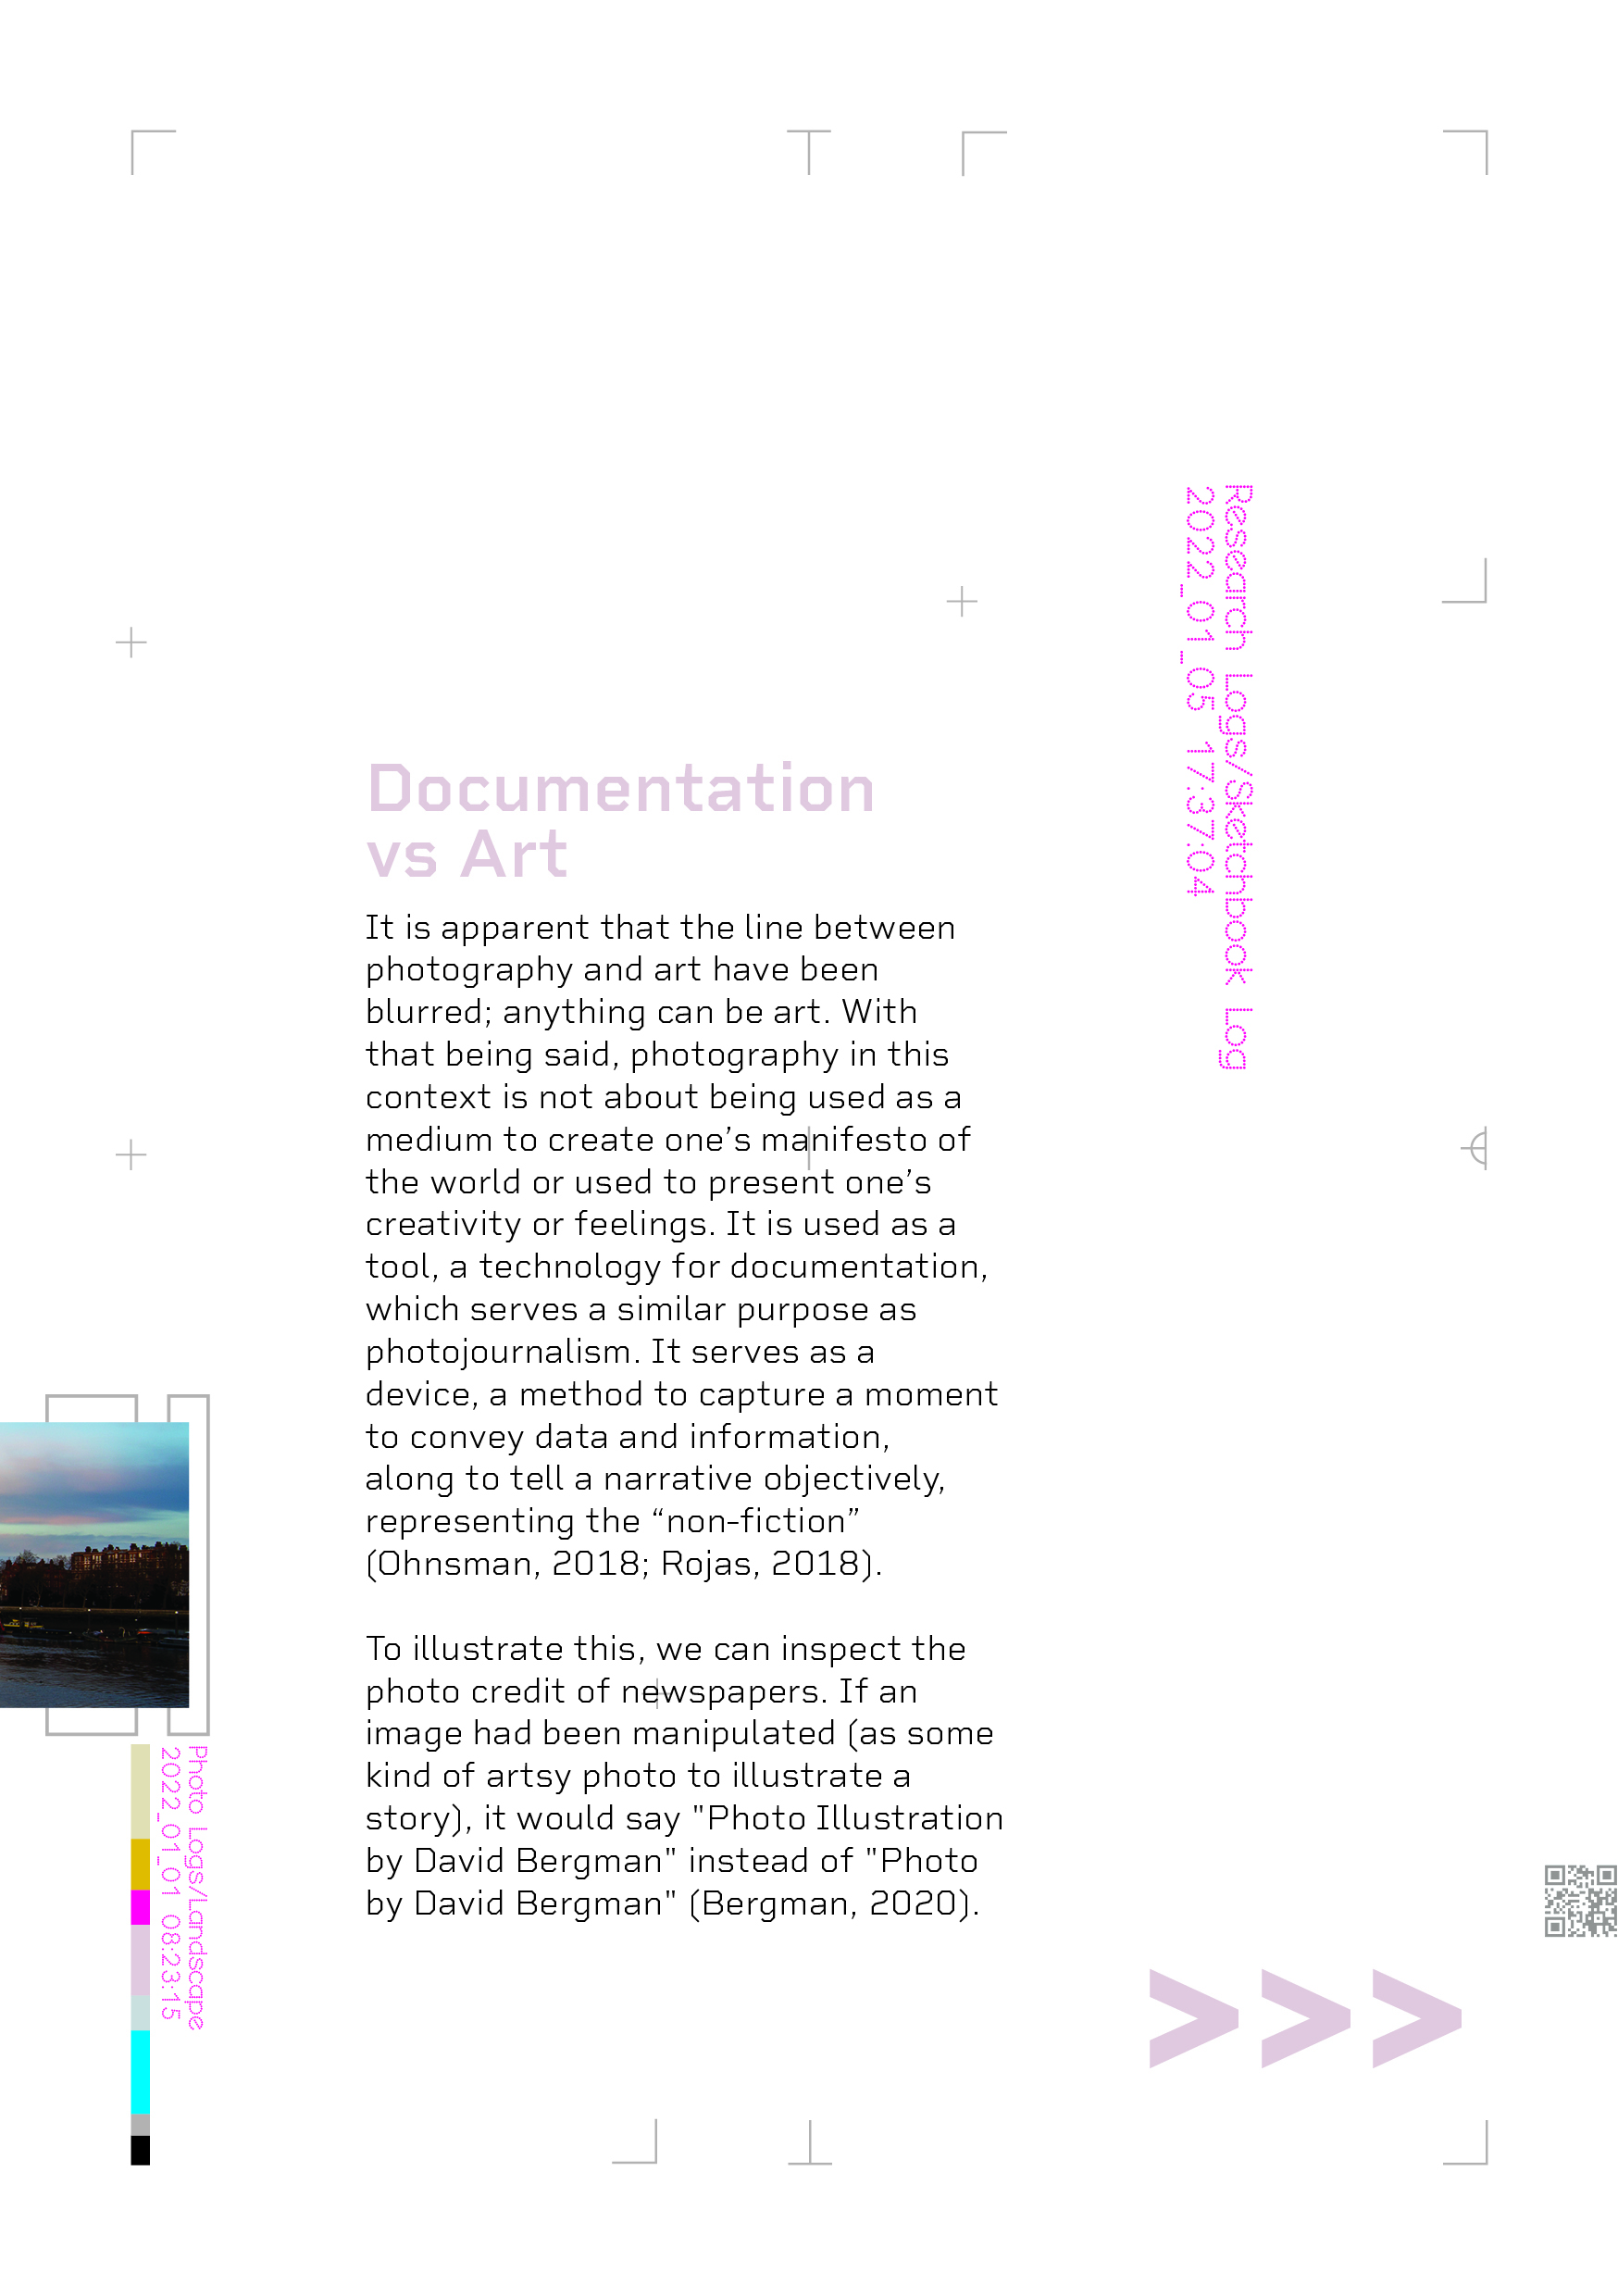 Research Logs/Sketchbook Log
2022_01_05 17:37:04
Documentation
vs Art
It is apparent that the line between
photography and art have been
blurred; anything can be art. With
that being said, photography in this
context is not about being used as a
medium to create one’s manifesto of
the world or used to present one’s
creativity or feelings. It is used as a
tool, a technology for documentation,
which serves a similar purpose as
photojournalism. It serves as a
device, a method to capture a moment
to convey data and information,
along to tell a narrative objectively,
representing the “non-fiction”
(Ohnsman, 2018; Rojas, 2018).
To illustrate this, we can inspect the
photo credit of newspapers. If an
image had been manipulated (as some
kind of artsy photo to illustrate a
story), it would say "Photo Illustration
by David Bergman" instead of "Photo
by David Bergman" (Bergman, 2020).
Photo Logs/Landscape
2022_01_01 08:23:15
>>>